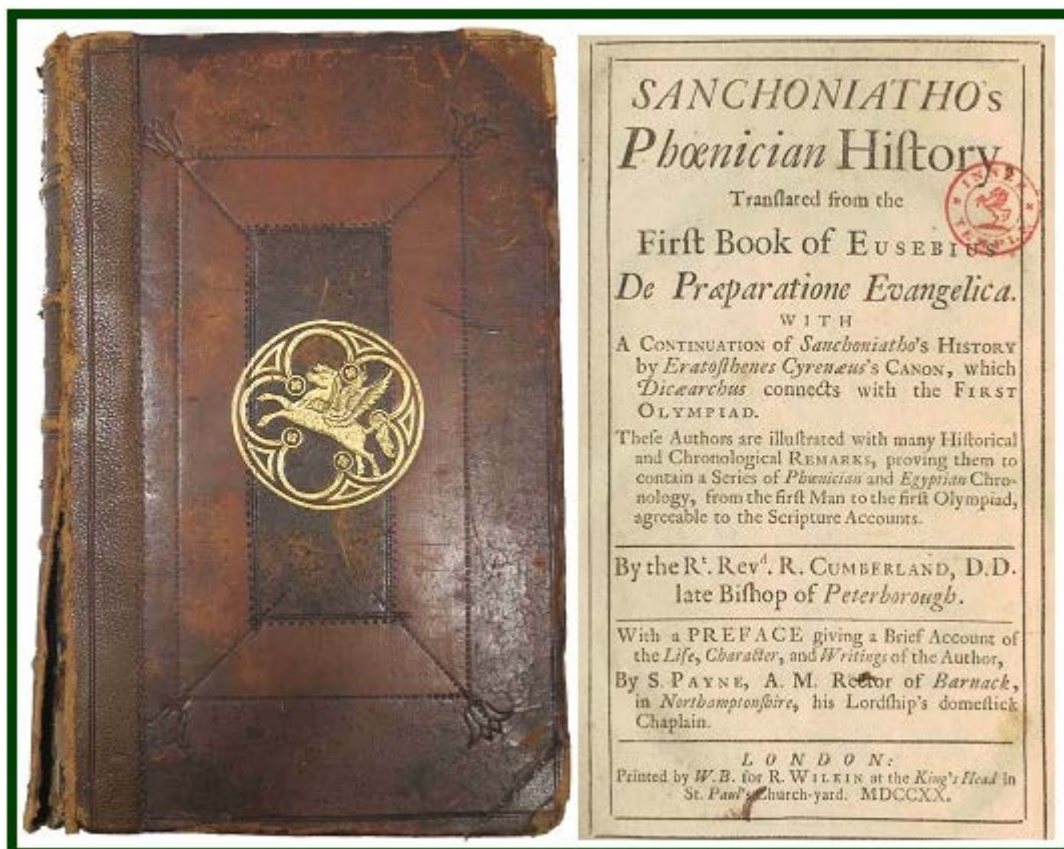 SANCHONIATHO's
Phœnician Hiſtory
Tranſlated from the
Firſt Book of EUSEBIUS
De Præparatione Evangelica.
WITH
A CONTINUATION of Sanchoniatho's HISTORY
by Eratoſthenes Cyrenæus's CANON, which
Dicæarchus connects with the FIRST
OLYMPIAD.
Theſe Authors are illuſtrated with many Hiſtorical
and Chronological REMARKS, proving them to
contain a Series of Phœnician and Egyptian Chro-
nology, from the firſt Man to the firſt Olympiad,
agreeable to the Scripture Accounts.
By the Rt. Revd. R. CUMBERLAND, D.D.
late Biſhop of Peterborough.
With a PREFACE giving a Brief Account of
the Life, Character, and Writings of the Author,
By S. PAYNE, A. M. Rector of Barnack,
in Northamptonſhire, his Lordſhip's domeſtick
Chaplain.
LONDON:
Printed by W.B. for R. WILKIN at the King's Head in
St. Paul's Church-yard. MDCCXX.
INNER TEMPLE